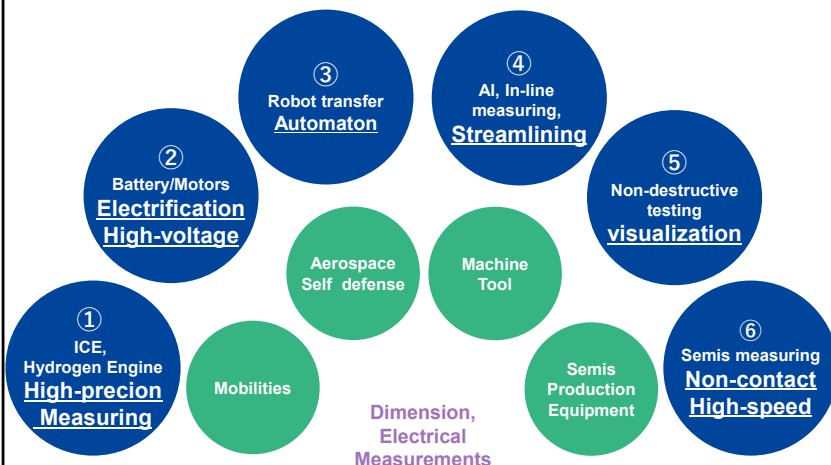 ①
ICE,
Hydrogen Engine
High-precion
Measuring
②
Battery/Motors
Electrification
High-voltage
③
Robot transfer
Automaton
④
AI, In-line
measuring,
Streamlining
⑤
Non-destructive
testing
visualization
⑥
Semis measuring
Non-contact
High-speed
Mobilities
Aerospace
Self defense
Machine
Tool
Semis
Production
Equipment
Dimension,
Electrical
Measurements